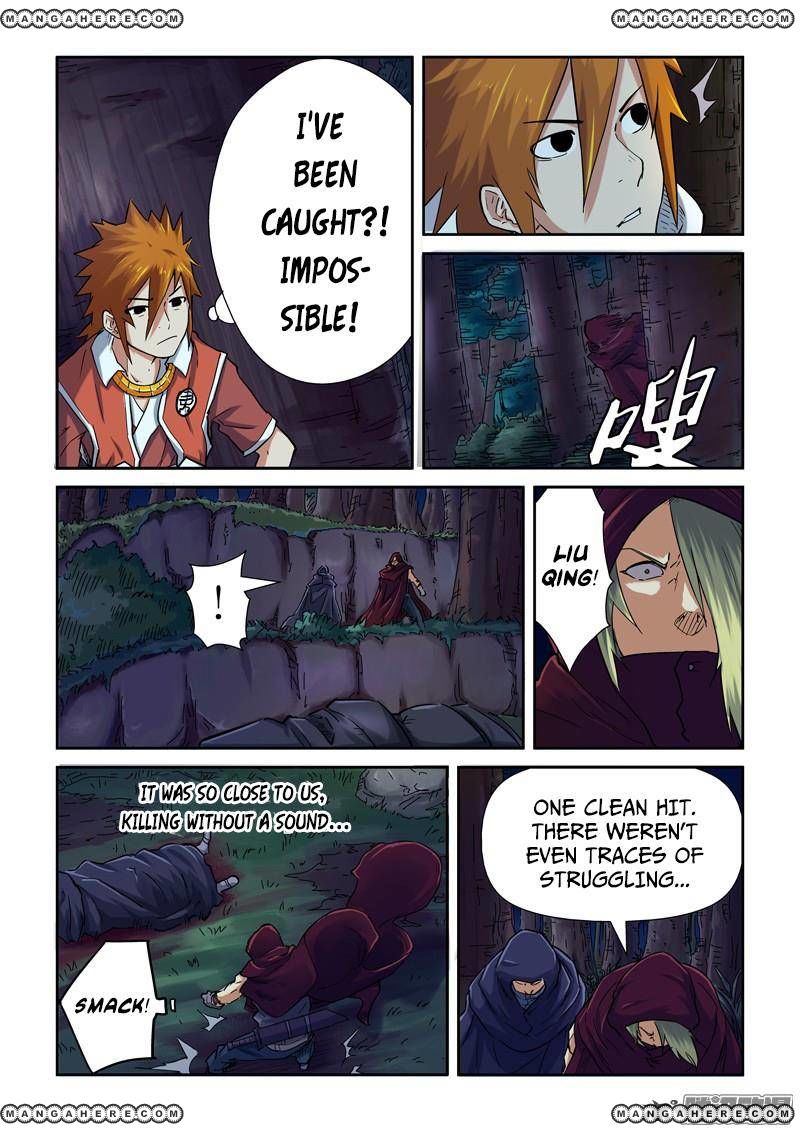 MANGAHERE.COM
MANGAHERE.COM
I'VE
BEEN
CAUGHT?!
IMPOS-
SIBLE!
勇
嗖
!
LIU
QING!
IT WAS SO CLOSE TO US,
KILLING WITHOUT A SOUND...
SMACK!
ONE CLEAN HIT.
THERE WEREN'T
EVEN TRACES OF
STRUGGLING...
MANGAHERE.COM
MANGAHERE.COM